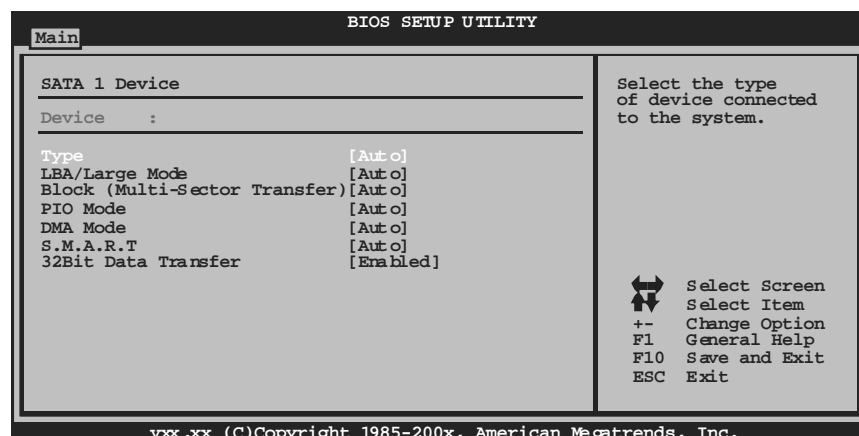 BIOS SETUP UTILITY
Main
SATA 1 Device
Device :
Type [Auto]
LBA/Large Mode [Auto]
Block (Multi-Sector Transfer)[Auto]
PIO Mode [Auto]
DMA Mode [Auto]
S.M.A.R.T [Auto]
32Bit Data Transfer [Enabled]
Select the type
of device connected
to the system.
Select Screen
Select Item
+- Change Option
F1 General Help
F10 Save and Exit
ESC Exit
vxx.xx (C)Copyright 1985-200x, American Megatrends, Inc.